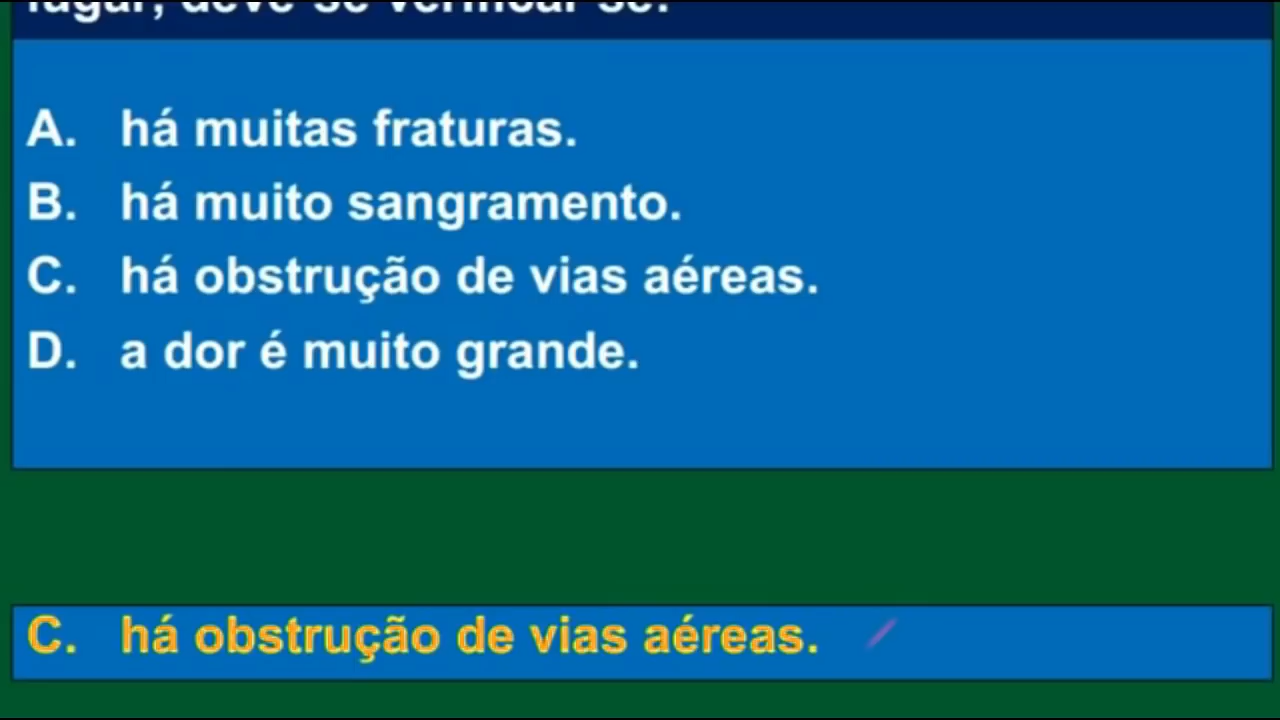 lugar, deve-se verificar se:
A. há muitas fraturas.
B. há muito sangramento.
C. há obstrução de vias aéreas.
D. a dor é muito grande.
C. há obstrução de vias aéreas.